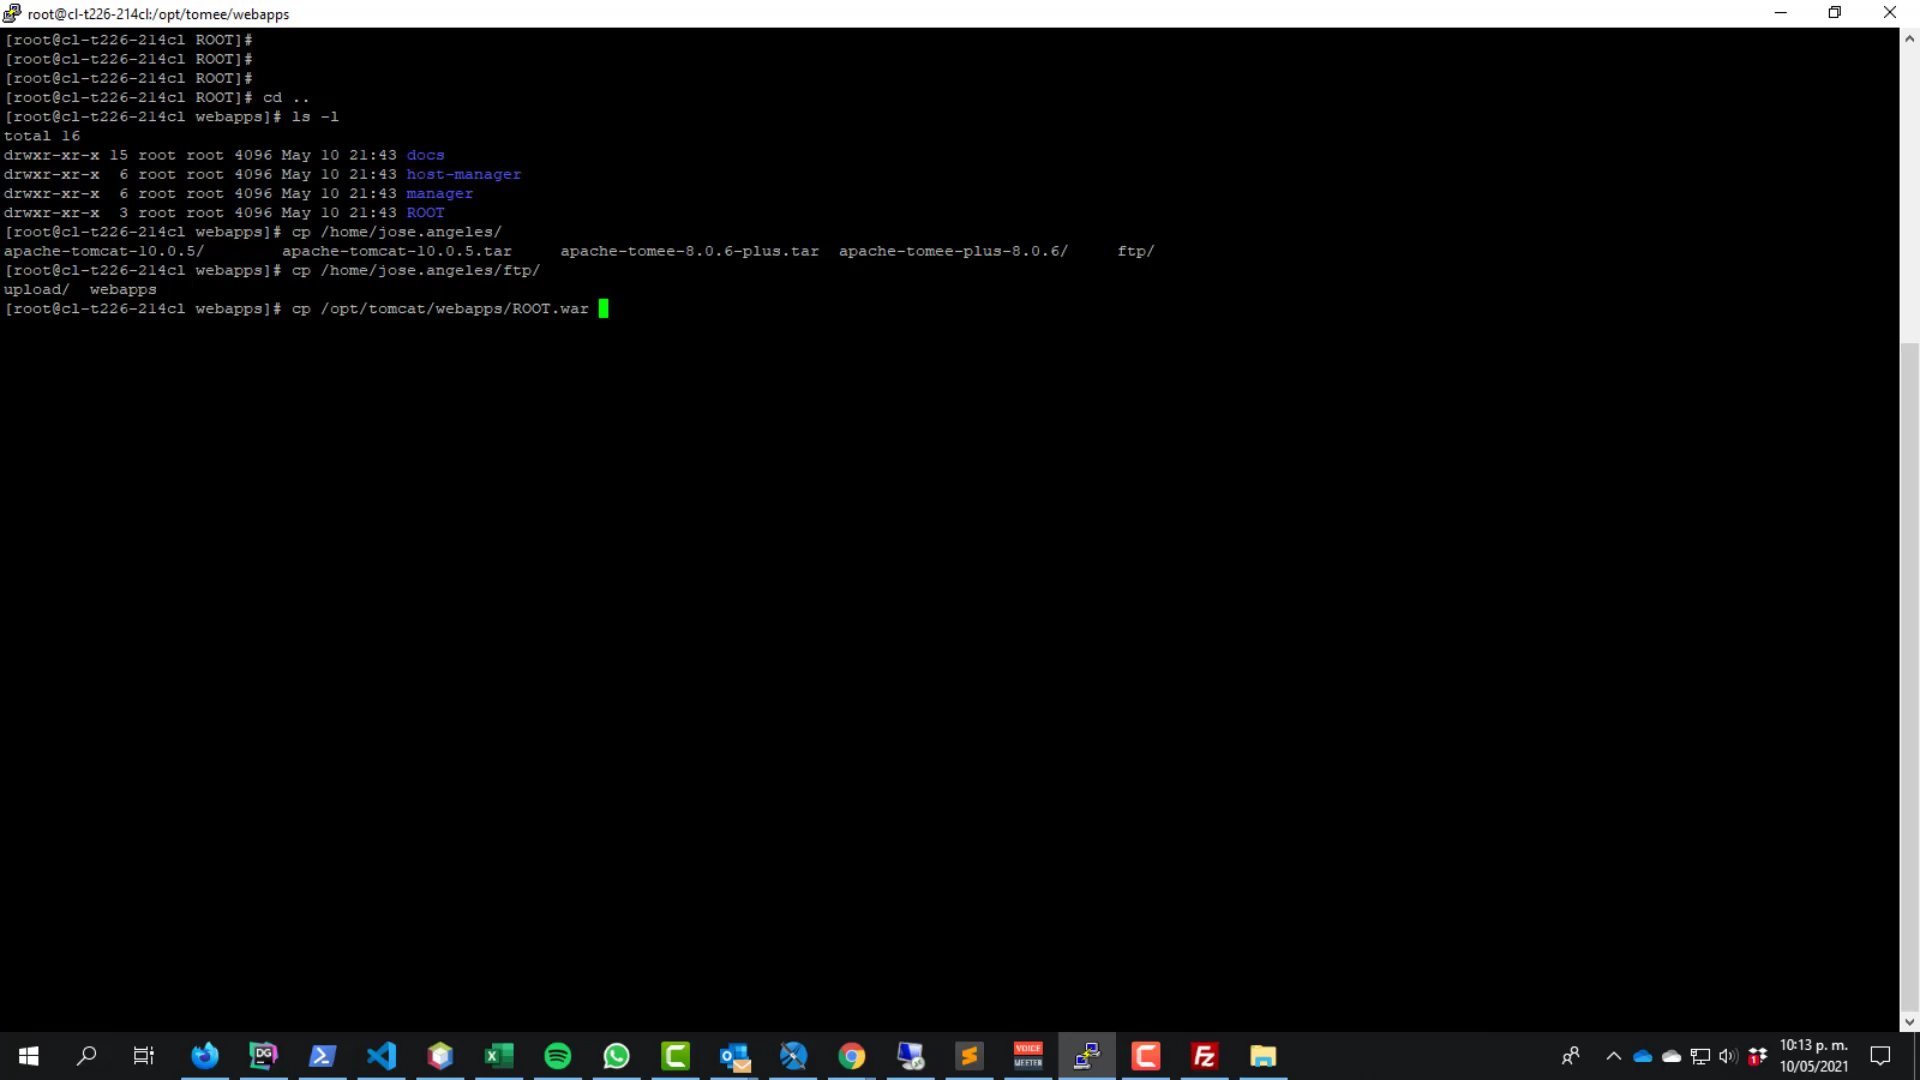 root@cl-t226-214cl:/opt/tomee/webapps
[root@cl-t226-214cl ROOT]#
[root@cl-t226-214cl ROOT]#
[root@cl-t226-214cl ROOT]#
[root@cl-t226-214cl ROOT]# cd ..
[root@cl-t226-214cl webapps]# ls -l
total 16
drwxr-xr-x 15 root root 4096 May 10 21:43 docs
drwxr-xr-x  6 root root 4096 May 10 21:43 host-manager
drwxr-xr-x  6 root root 4096 May 10 21:43 manager
drwxr-xr-x  3 root root 4096 May 10 21:43 ROOT
[root@cl-t226-214cl webapps]# cp /home/jose.angeles/
apache-tomcat-10.0.5/ apache-tomcat-10.0.5.tar apache-tomee-8.0.6-plus.tar apache-tomee-plus-8.0.6/ ftp/
[root@cl-t226-214cl webapps]# cp /home/jose.angeles/ftp/
upload/ webapps
[root@cl-t226-214cl webapps]# cp /opt/tomcat/webapps/ROOT.war
DG
VOICE
MEETER
Fz
1
10:13 p. m.
10/05/2021